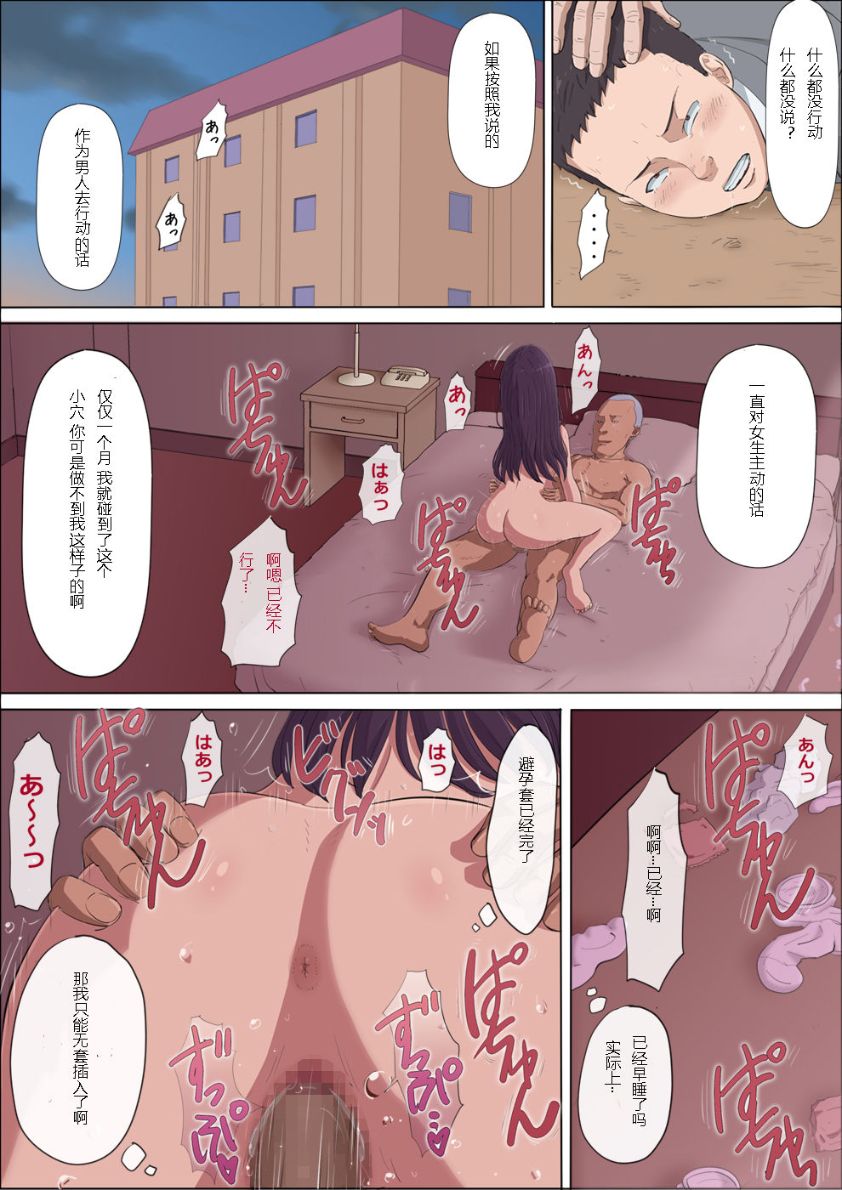 什么都没行动
什么都没说?
・・・・
如果按照我说的
あっ
あっ
作为男人去行动的话
一直对女生主动的话
あんっ
あっ
はあっ
ぱちゅん
ぱちゅん
ぱちゅん
啊嗯 已经不
行了…
仅仅一个月 我就碰到了这个
小穴 你可是做不到我这样子的啊
あんっ
ぱちゅん
啊啊…已经…啊
已经早睡了吗
实际上…
ぱちゅん
避孕套已经完了
はっ
ビクッ
はあっ
ぱちゅん
あ～～っ
ぱちゅん
那我只能无套插入了啊
ずっぷ°
ずっぷ°